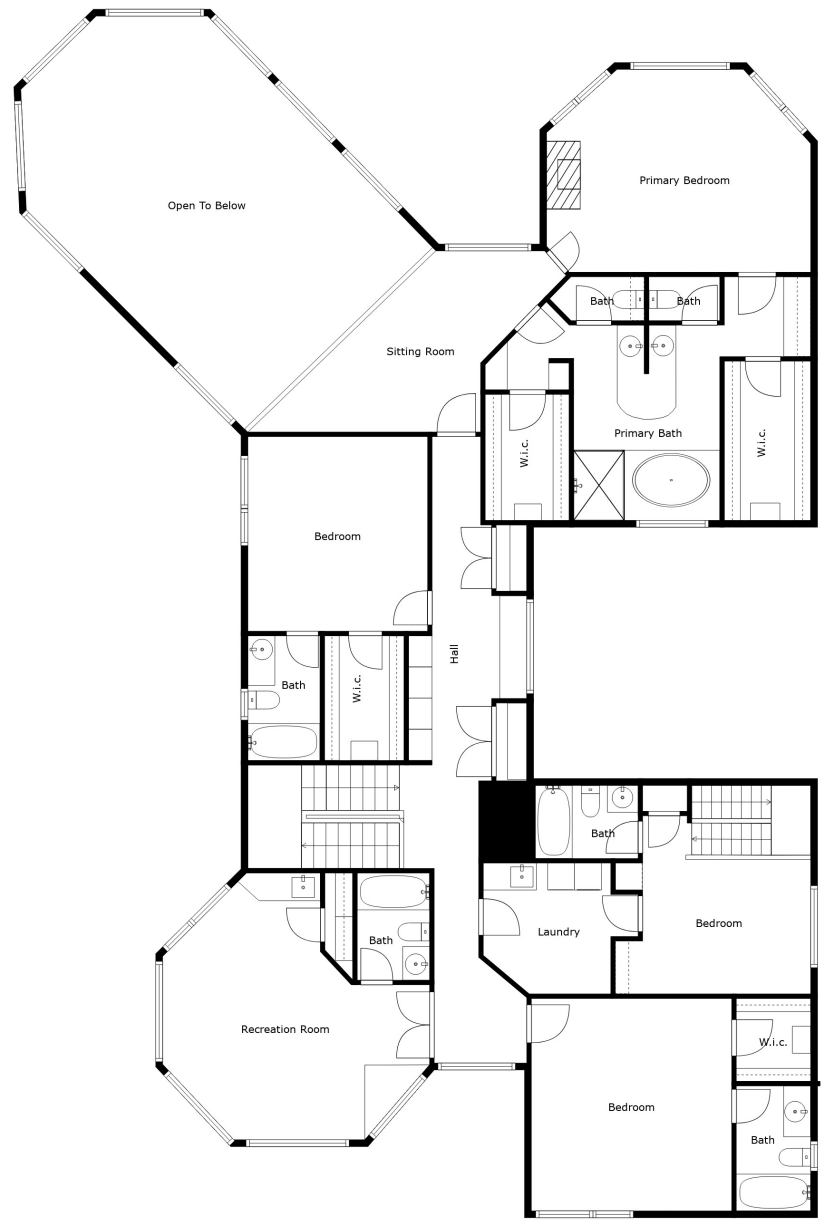 Primary Bedroom
Open To Below
Bath
Bath
Sitting Room
Primary Bath
W.i.c.
W.i.c.
Bedroom
Hall
Bath
W.i.c.
Bath
Bedroom
Laundry
Bath
Recreation Room
W.i.c.
Bedroom
Bath